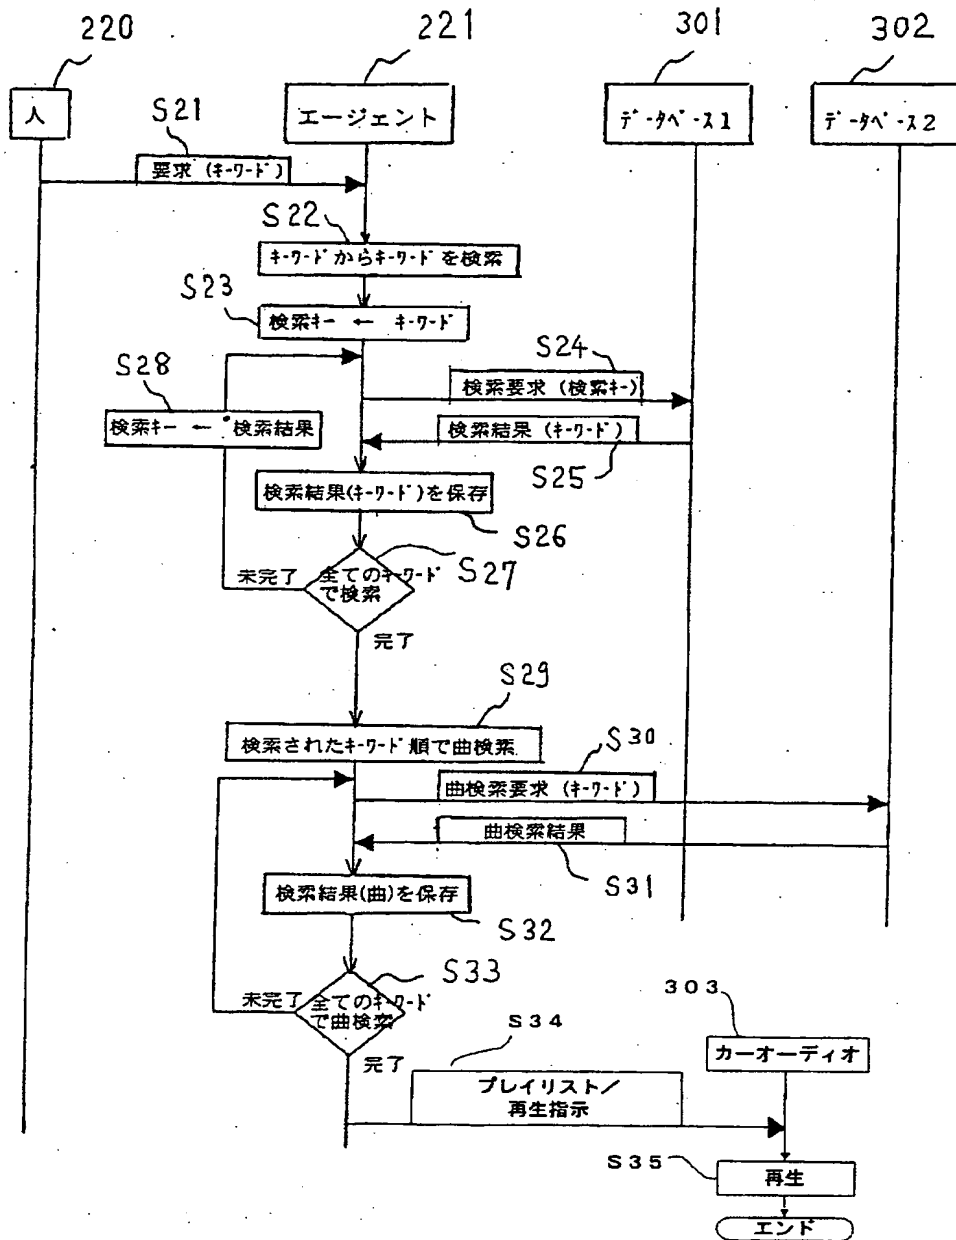 220
221
301
302
人
エージェント
データベース1
データベース2
S21
要求 (キーワード)
S22
キーワードからキーワードを検索
S23
検索キー ← キーワード
S24
検索要求 (検索キー)
S28
検索キー ← 検索結果
検索結果 (キーワード)
S25
検索結果(キーワード)を保存
S26
S27
未完了
全てのキーワード
で検索
完了
S29
検索されたキーワード順で曲検索
S30
曲検索要求 (キーワード)
曲検索結果
S31
検索結果(曲)を保存
S32
S33
未完了
全てのキーワード
で曲検索
完了
303
カーオーディオ
S34
プレイリスト/
再生指示
S35
再生
エンド